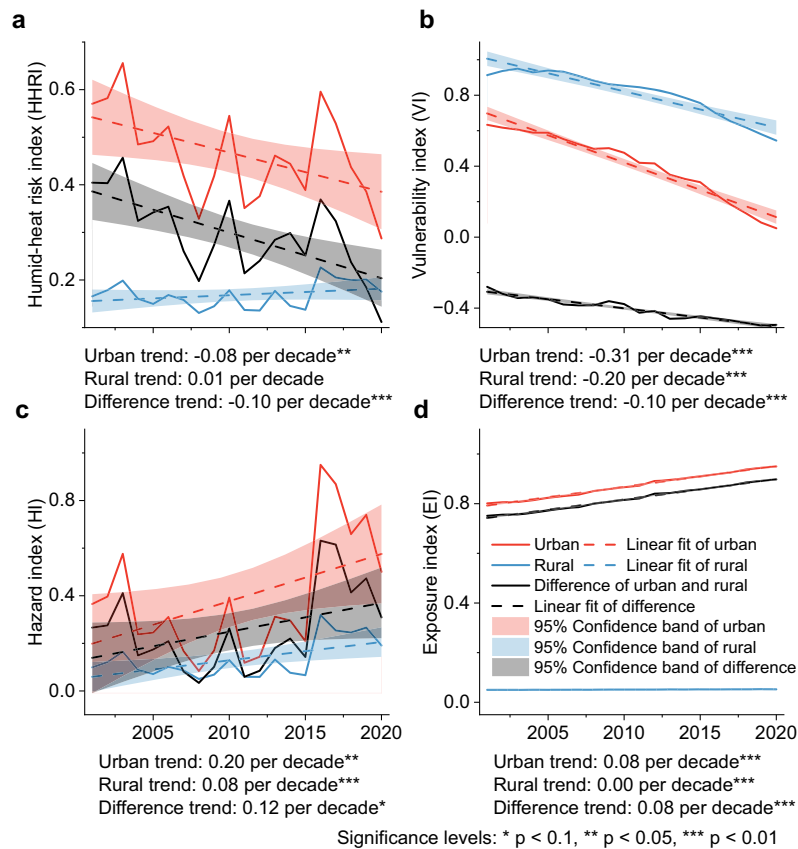 a
Humid-heat risk index (HHRI)
0.6
0.4
0.2
2005 2010 2015 2020
Urban trend: -0.08 per decade**
Rural trend: 0.01 per decade
Difference trend: -0.10 per decade***
b
Vulnerability index (VI)
0.8
0.4
0.0
−0.4
2005 2010 2015 2020
Urban trend: -0.31 per decade***
Rural trend: -0.20 per decade***
Difference trend: -0.10 per decade***
c
Hazard index (HI)
0.8
0.4
0.0
2005 2010 2015 2020
Urban trend: 0.20 per decade**
Rural trend: 0.08 per decade***
Difference trend: 0.12 per decade*
d
Exposure index (EI)
0.8
0.4
0.0
Urban Linear fit of urban
Rural Linear fit of rural
Difference of urban and rural
Linear fit of difference
95% Confidence band of urban
95% Confidence band of rural
95% Confidence band of difference
2005 2010 2015 2020
Urban trend: 0.08 per decade***
Rural trend: 0.00 per decade***
Difference trend: 0.08 per decade***
Significance levels: * p < 0.1, ** p < 0.05, *** p < 0.01